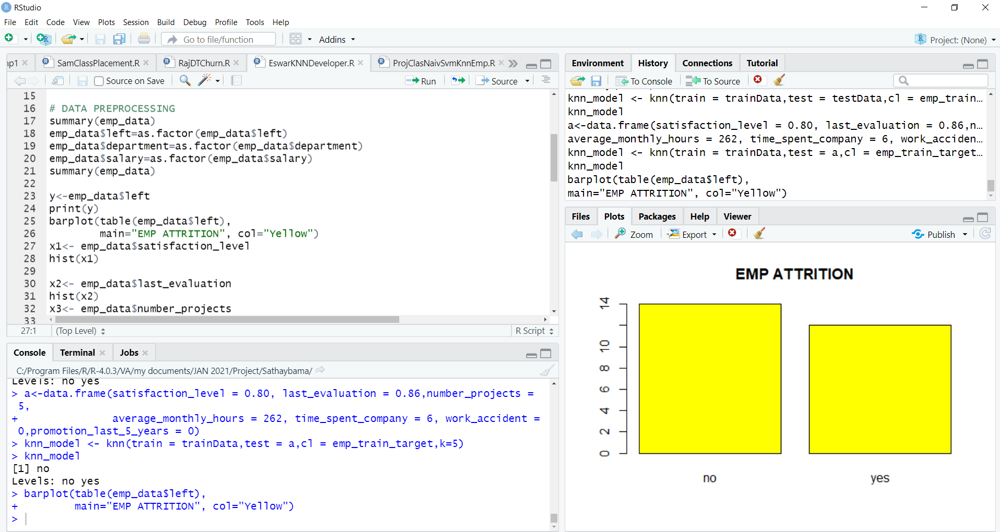 RStudio
File Edit Code View Plots Session Build Debug Profile Tools Help
Go to file/function Addins Project: (None)
np1 SamClassPlacement.R RajDTChurn.R EswarKNNDeveloper.R ProjClasNaivSvmKnnEmp.R
Source on Save Run Source
15
16 # DATA PREPROCESSING
17 summary(emp_data)
18 emp_data$left=as.factor(emp_data$left)
19 emp_data$department=as.factor(emp_data$department)
20 emp_data$salary=as.factor(emp_data$salary)
21 summary(emp_data)
22
23 y<-emp_data$left
24 print(y)
25 barplot(table(emp_data$left),
26 main="EMP ATTRITION", col="Yellow")
27 x1<- emp_data$satisfaction_level
28 hist(x1)
29
30 x2<- emp_data$last_evaluation
31 hist(x2)
32 x3<- emp_data$number_projects
33
27:1 (Top Level) R Script
Console Terminal Jobs
C:/Program Files/R/R-4.0.3/VA/my documents/JAN 2021/Project/Sathaybama/
Levels: no yes
> a<-data.frame(satisfaction_level = 0.80, last_evaluation = 0.86,number_projects =
5,
+ average_monthly_hours = 262, time_spent_company = 6, work_accident =
0,promotion_last_5_years = 0)
> knn_model <- knn(train = trainData,test = a,cl = emp_train_target,k=5)
> knn_model
[1] no
Levels: no yes
> barplot(table(emp_data$left),
+ main="EMP ATTRITION", col="Yellow")
>
Environment History Connections Tutorial
To Console To Source
knn_model <- knn(train = trainData,test = testData,cl = emp_train…
knn_model
a<-data.frame(satisfaction_level = 0.80, last_evaluation = 0.86,n…
average_monthly_hours = 262, time_spent_company = 6, work_acciden…
knn_model <- knn(train = trainData,test = a,cl = emp_train_target…
knn_model
barplot(table(emp_data$left),
main="EMP ATTRITION", col="Yellow")
Files Plots Packages Help Viewer
Zoom Export Publish
EMP ATTRITION
14
10
8
6
4
2
0
no yes